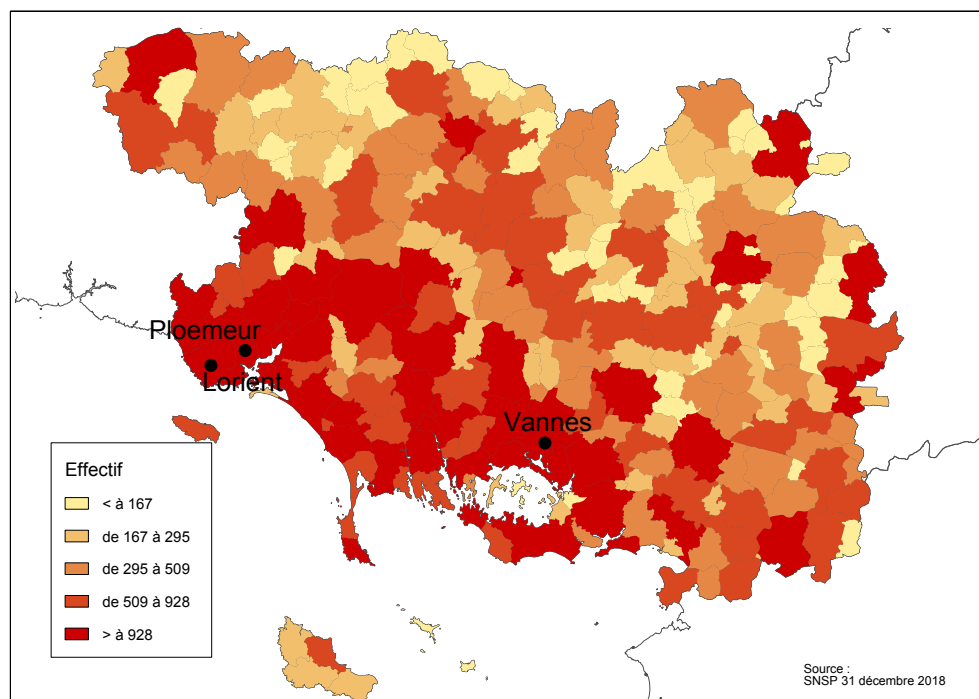 Ploemeur
Lorient
Vannes
Effectif
< à 167
de 167 à 295
de 295 à 509
de 509 à 928
> à 928
Source :
SNSP 31 décembre 2018